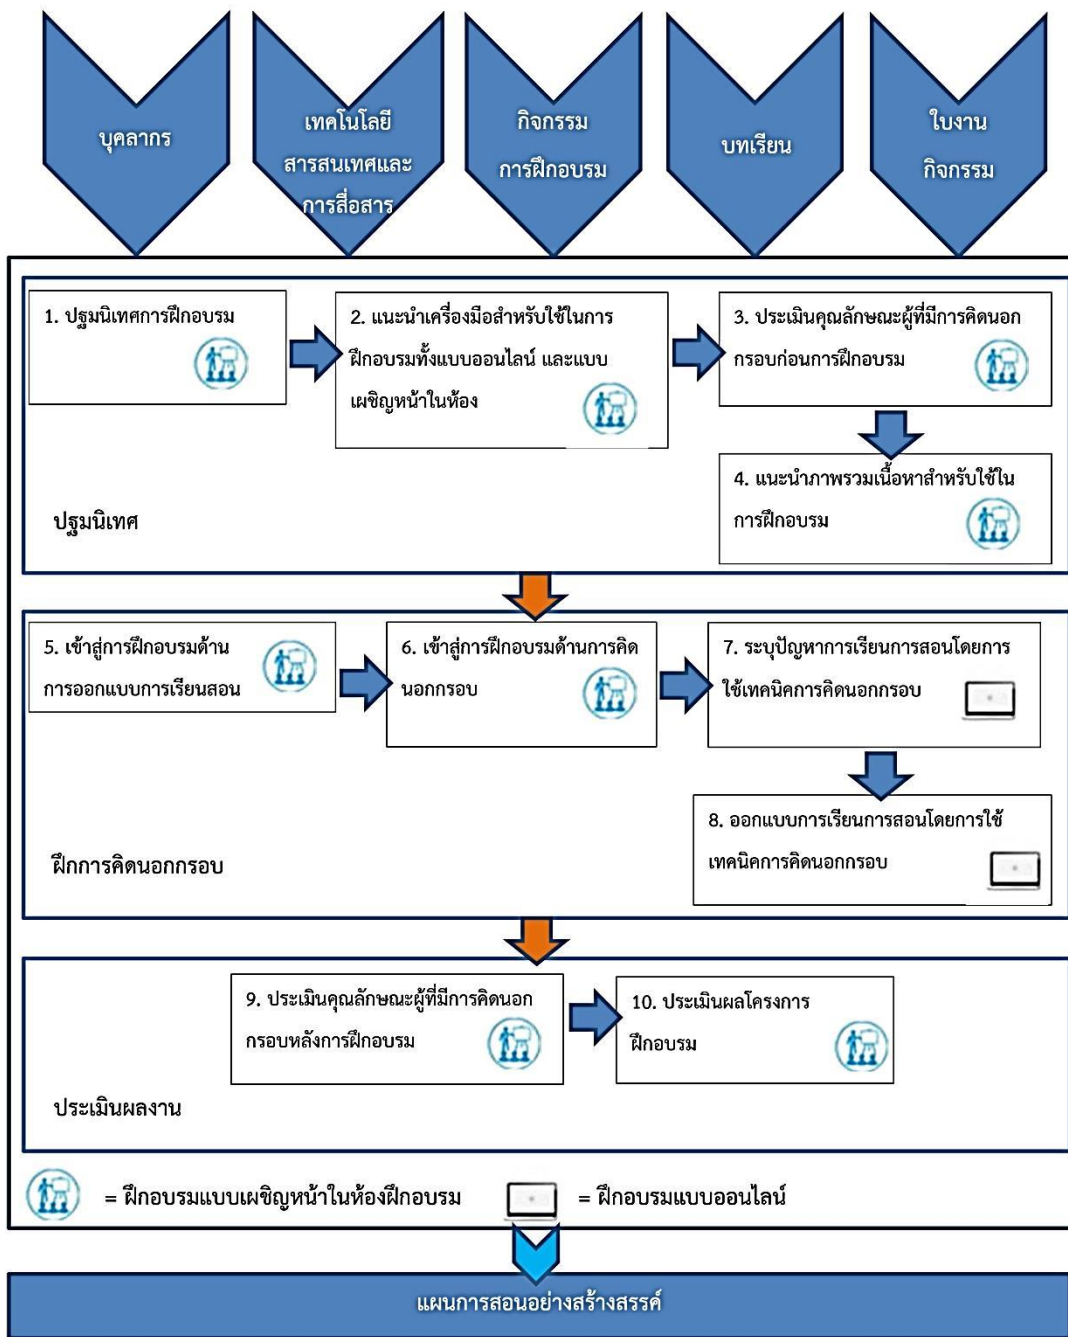 บุคลากร
เทคโนโลยี
สารสนเทศและ
การสื่อสาร
กิจกรรม
การฝึกอบรม
บทเรียน
ใบงาน
กิจกรรม
1. ปฐมนิเทศการฝึกอบรม
2. แนะนำเครื่องมือสำหรับใช้ในการ
ฝึกอบรมทั้งแบบออนไลน์ และแบบ
เผชิญหน้าในห้อง
3. ประเมินคุณลักษณะผู้ที่มีการคิดนอก
กรอบก่อนการฝึกอบรม
4. แนะนำภาพรวมเนื้อหาสำหรับใช้ใน
การฝึกอบรม
ปฐมนิเทศ
5. เข้าสู่การฝึกอบรมด้าน
การออกแบบการเรียนสอน
6. เข้าสู่การฝึกอบรมด้านการคิด
นอกกรอบ
7. ระบุปัญหาการเรียนการสอนโดยการ
ใช้เทคนิคการคิดนอกกรอบ
8. ออกแบบการเรียนการสอนโดยการใช้
เทคนิคการคิดนอกกรอบ
ฝึกการคิดนอกกรอบ
9. ประเมินคุณลักษณะผู้ที่มีการคิดนอก
กรอบหลังการฝึกอบรม
10. ประเมินผลโครงการ
ฝึกอบรม
ประเมินผลงาน
= ฝึกอบรมแบบเผชิญหน้าในห้องฝึกอบรม
= ฝึกอบรมแบบออนไลน์
แผนการสอนอย่างสร้างสรรค์